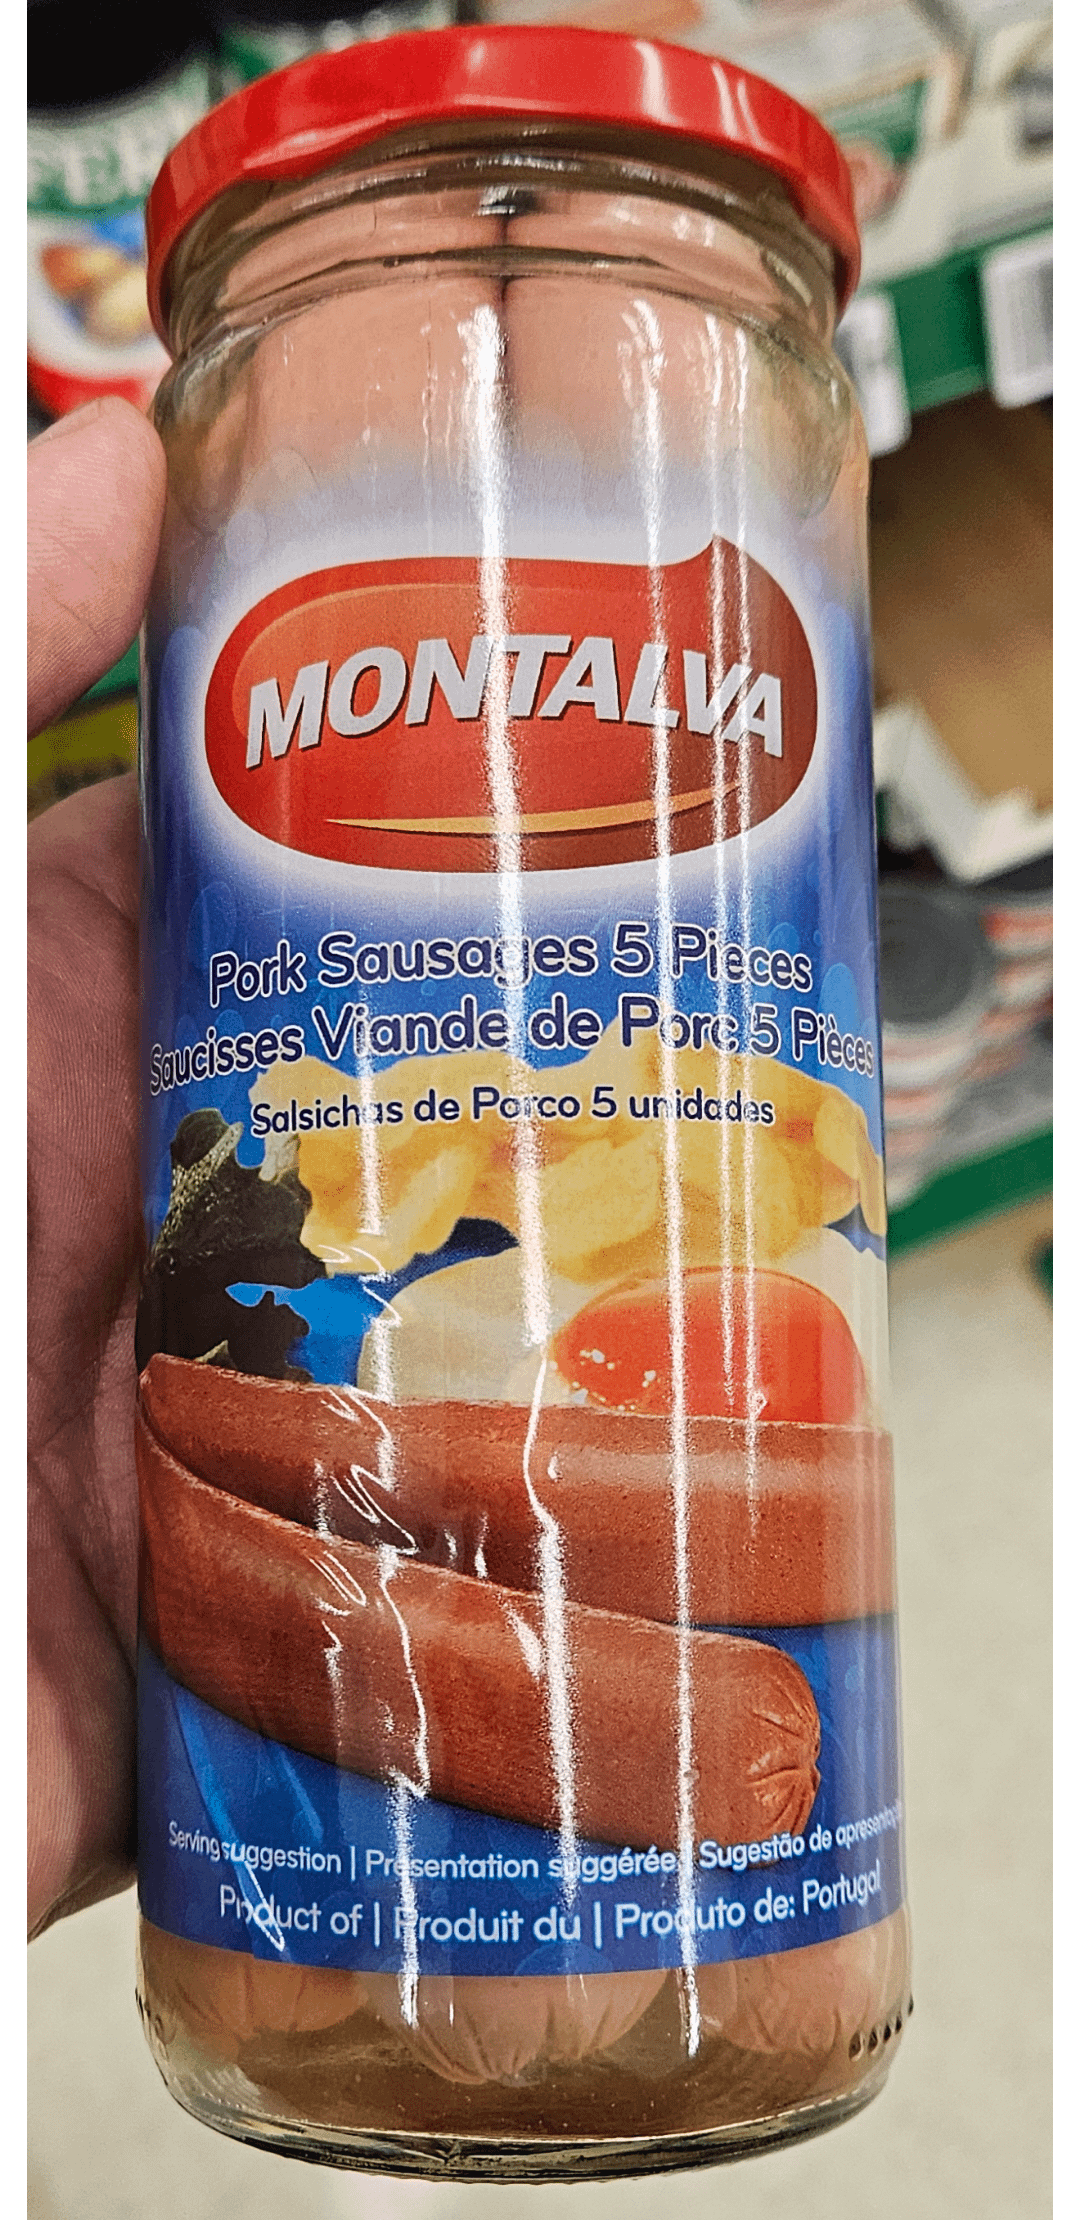 MONTALVA
Pork Sausages 5 Pieces
Saucisses Viande de Porc 5 Pièces
Salsichas de Porco 5 unidades
Serving suggestion | Présentation suggérée | Sugestão de
Product of | Produit du | Produto de: Portugal